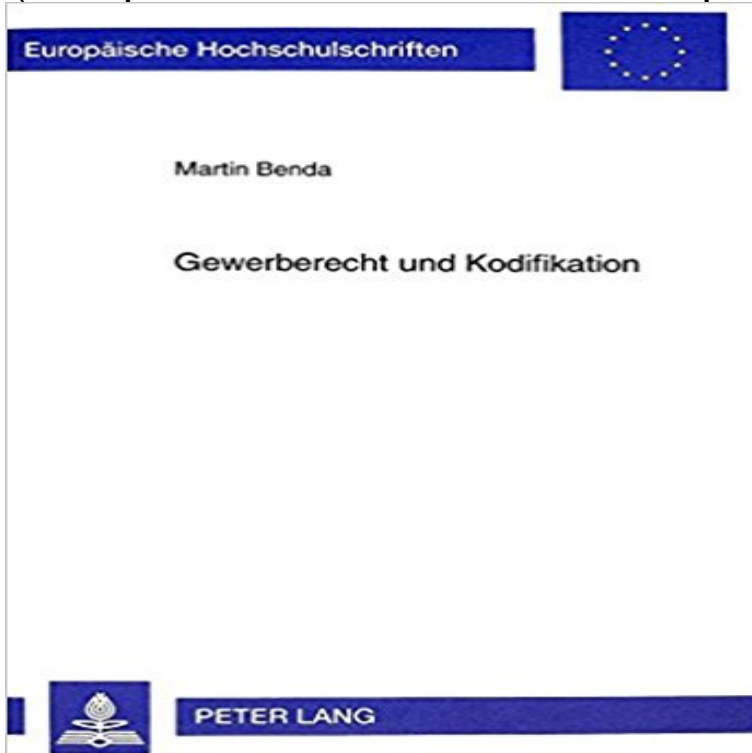 Europäische Hochschulschriften
Martin Benda
Gewerberecht und Kodifikation
PETER LANG